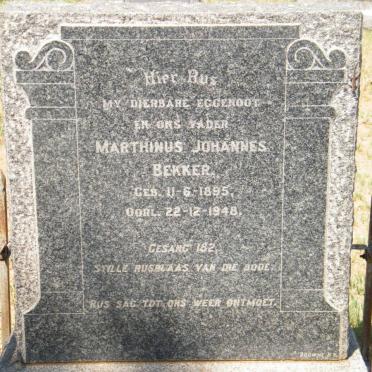 Hier Rus
MY DIERBARE EGGENOOT
EN ONS VADER
MARTHINUS JOHANNES
BEKKER.
GEB. 11-6-1895.
OORL. 22-12-1948.
GESANG 182.
STILLE RUSPLAAS VAN DIE DODE.
RUS SAG TOT ONS WEER ONTMOET.